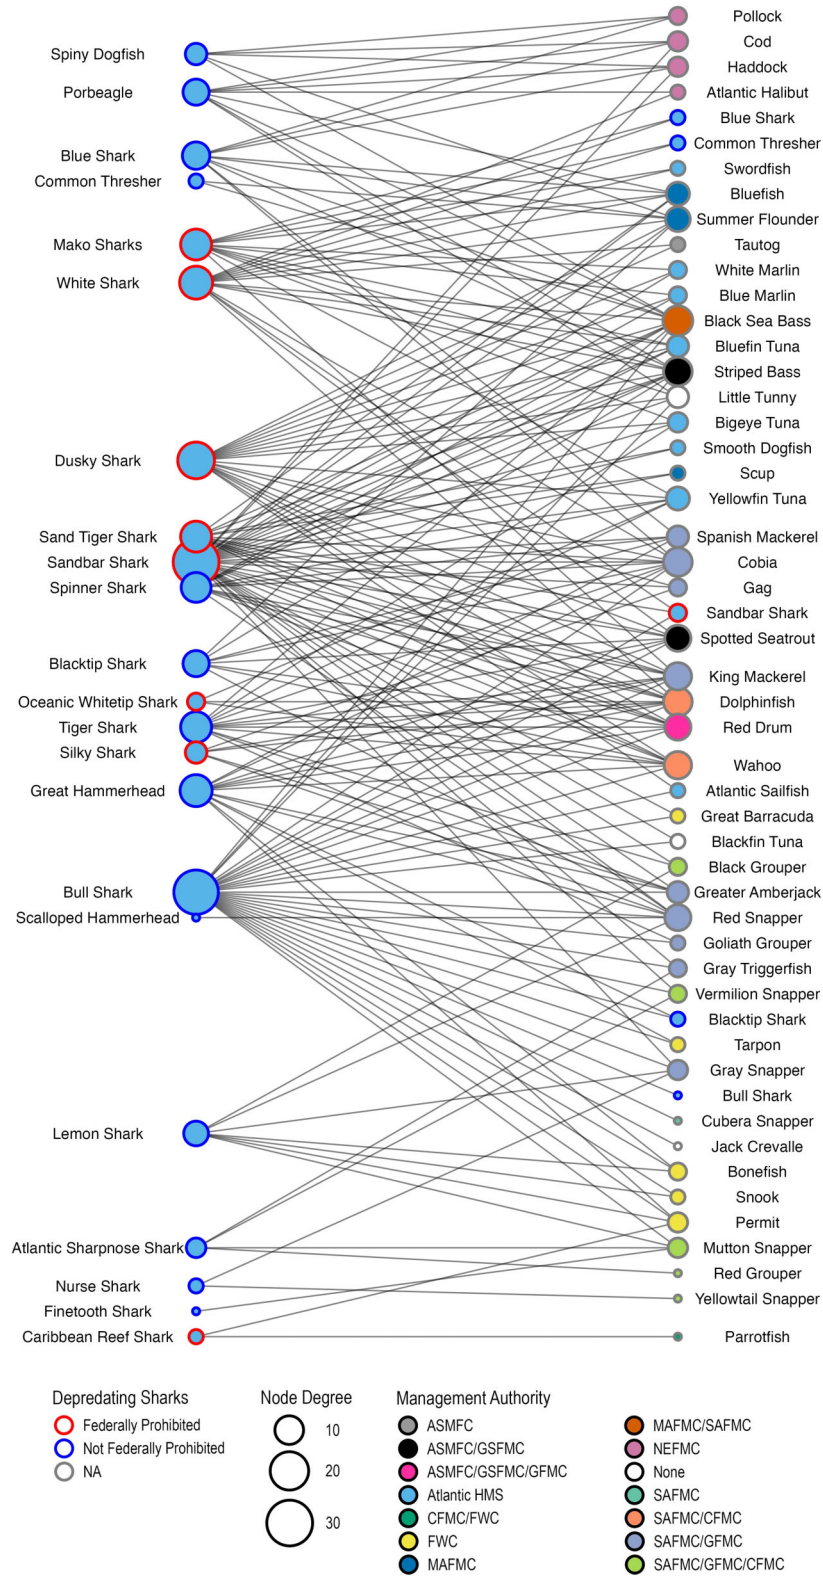 Spiny Dogfish
Porbeagle
Blue Shark
Common Thresher
Mako Sharks
White Shark
Dusky Shark
Sand Tiger Shark
Sandbar Shark
Spinner Shark
Blacktip Shark
Oceanic Whitetip Shark
Tiger Shark
Silky Shark
Great Hammerhead
Bull Shark
Scalloped Hammerhead
Lemon Shark
Atlantic Sharpnose Shark
Nurse Shark
Finetooth Shark
Caribbean Reef Shark
Pollock
Cod
Haddock
Atlantic Halibut
Blue Shark
Common Thresher
Swordfish
Bluefish
Summer Flounder
Tautog
White Marlin
Blue Marlin
Black Sea Bass
Bluefin Tuna
Striped Bass
Little Tunny
Bigeye Tuna
Smooth Dogfish
Scup
Yellowfin Tuna
Spanish Mackerel
Cobia
Gag
Sandbar Shark
Spotted Seatrout
King Mackerel
Dolphinfish
Red Drum
Wahoo
Atlantic Sailfish
Great Barracuda
Blackfin Tuna
Black Grouper
Greater Amberjack
Red Snapper
Goliath Grouper
Gray Triggerfish
Vermilion Snapper
Blacktip Shark
Tarpon
Gray Snapper
Bull Shark
Cubera Snapper
Jack Crevalle
Bonefish
Snook
Permit
Mutton Snapper
Red Grouper
Yellowtail Snapper
Parrotfish
Depredating Sharks
Federally Prohibited
Not Federally Prohibited
NA
Node Degree
10
20
30
Management Authority
ASMFC
ASMFC/GSFMC
ASMFC/GSFMC/GFMC
Atlantic HMS
CFMC/FWC
FWC
MAFMC
MAFMC/SAFMC
NEFMC
None
SAFMC
SAFMC/CFMC
SAFMC/GFMC
SAFMC/GFMC/CFMC